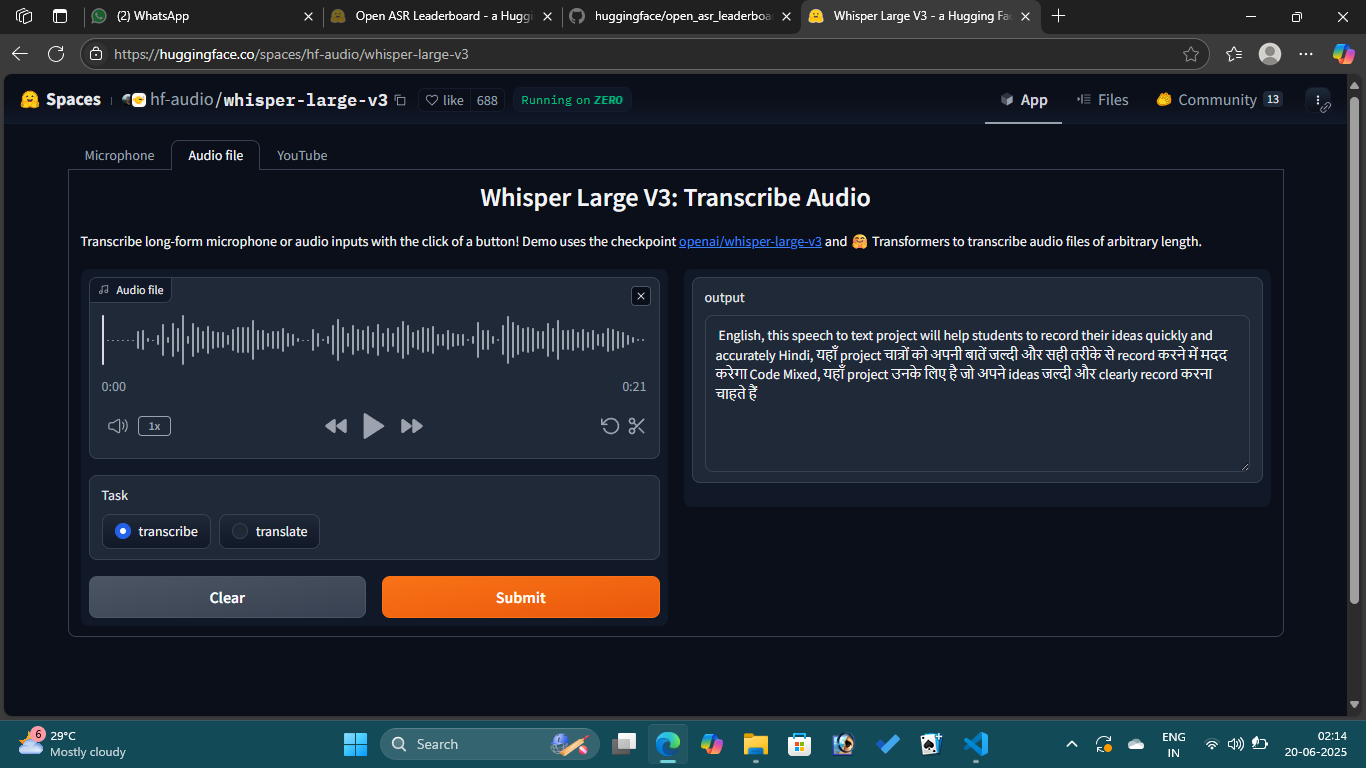 (2) WhatsApp
Open ASR Leaderboard - a Huggi
huggingface/open_asr_leaderboa
Whisper Large V3 - a Hugging Fac
https://huggingface.co/spaces/hf-audio/whisper-large-v3
Spaces
hf-audio/whisper-large-v3
like 688
Running on ZERO
App
Files
Community 13
Microphone
Audio file
YouTube
Whisper Large V3: Transcribe Audio
Transcribe long-form microphone or audio inputs with the click of a button! Demo uses the checkpoint openai/whisper-large-v3 and 🤗 Transformers to transcribe audio files of arbitrary length.
Audio file
0:00
0:21
1x
Task
transcribe
translate
Clear
Submit
output
English, this speech to text project will help students to record their ideas quickly and
accurately Hindi, यहाँ project चात्रों को अपनी बातें जल्दी और सही तरीके से record करने में मदद
करेगा Code Mixed, यहाँ project उनके लिए है जो अपने ideas जल्दी और clearly record करना
चाहते हैं
6
29°C
Mostly cloudy
Search
ENG
IN
02:14
20-06-2025